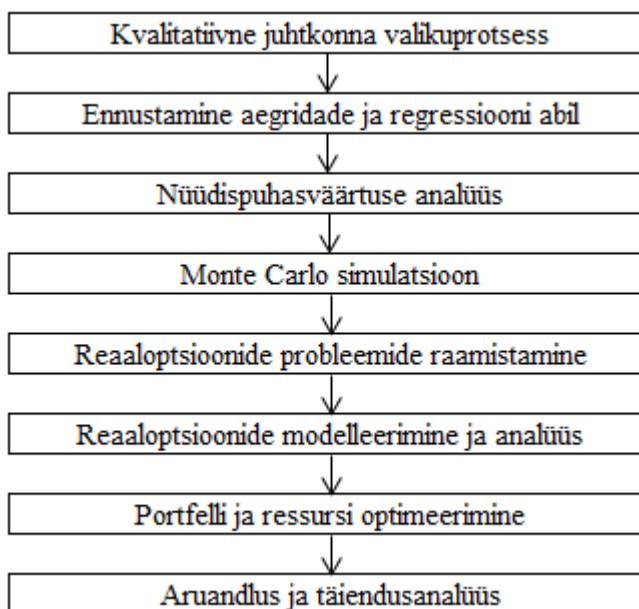 Kvalitatiivne juhtkonna valikuprotsess
Ennustamine aegridade ja regressiooni abil
Nüüdispuhasväärtuse analüüs
Monte Carlo simulatsioon
Reaaloptsioonide probleemide raamistamine
Reaaloptsioonide modelleerimine ja analüüs
Portfelli ja ressursi optimeerimine
Aruandlus ja täiendusanalüüs